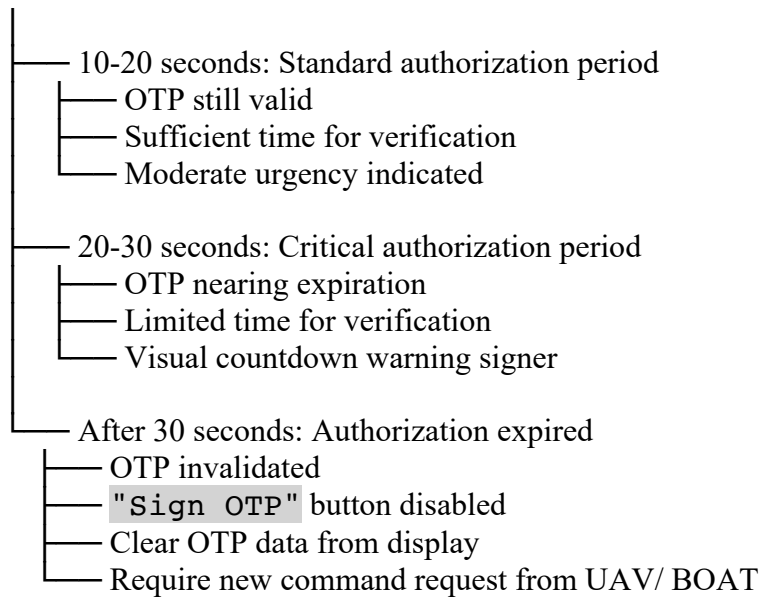 10-20 seconds: Standard authorization period
OTP still valid
Sufficient time for verification
Moderate urgency indicated
20-30 seconds: Critical authorization period
OTP nearing expiration
Limited time for verification
Visual countdown warning signer
After 30 seconds: Authorization expired
OTP invalidated
"Sign OTP" button disabled
Clear OTP data from display
Require new command request from UAV/ BOAT